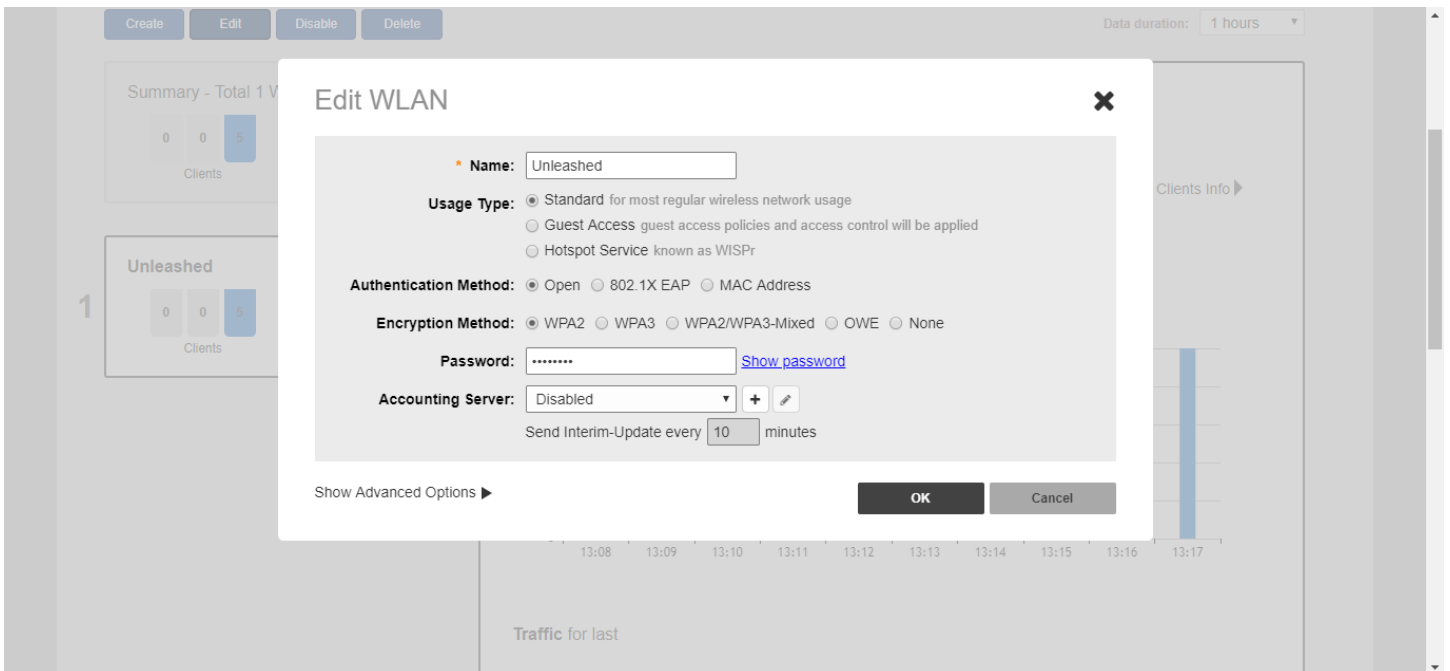 Create Edit Disable Delete Data duration: 1 hours
Summary - Total 1 W
0 0 5
Clients
Edit WLAN
* Name: Unleashed
Usage Type: Standard for most regular wireless network usage
Guest Access guest access policies and access control will be applied
Hotspot Service known as WISPr
Authentication Method: Open 802.1X EAP MAC Address
Encryption Method: WPA2 WPA3 WPA2/WPA3-Mixed OWE None
Password: •••••••• Show password
Accounting Server: Disabled
Send Interim-Update every 10 minutes
Show Advanced Options
OK Cancel
Clients Info
1
Unleashed
0 0 5
Clients
13:08 13:09 13:10 13:11 13:12 13:13 13:14 13:15 13:16 13:17
Traffic for last